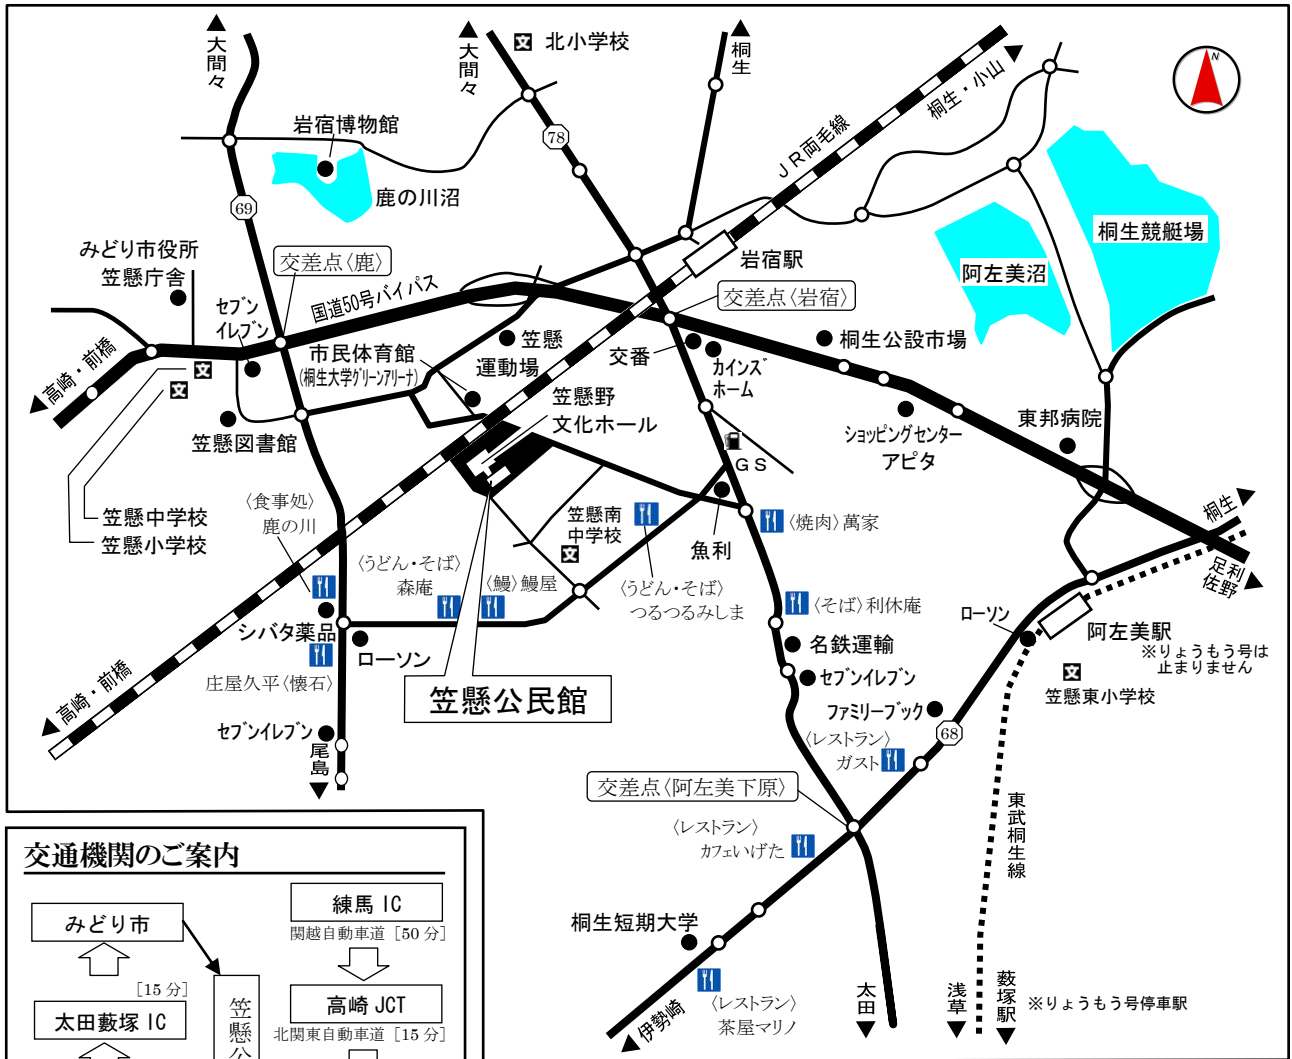 大間々
大間々
北小学校
桐生
桐生・小山
N
岩宿博物館
78
JR両毛線
鹿の川沼
69
桐生競艇場
みどり市役所
笠懸庁舎
交差点〈鹿〉
岩宿駅
阿左美沼
セブン
イレブン
国道50号バイパス
交差点〈岩宿〉
笠懸
運動場
交番
桐生公設市場
カインズ
ホーム
高崎・前橋
市民体育館
(桐生大学グリーンアリーナ)
笠懸野
文化ホール
東邦病院
笠懸図書館
ショッピングセンター
アピタ
GS
〈食事処〉
鹿の川
笠懸中学校
笠懸小学校
笠懸南
中学校
魚利
〈焼肉〉萬家
桐生
足利
佐野
〈うどん・そば〉
森庵
〈鰻〉鰻屋
〈うどん・そば〉
つるつるみしま
〈そば〉利休庵
ローソン
シバタ薬品
ローソン
名鉄運輸
阿左美駅
※りょうもう号は
止まりません
庄屋久平〈懐石〉
笠懸公民館
セブンイレブン
笠懸東小学校
高崎・前橋
セブンイレブン
ファミリーブック
68
〈レストラン〉
ガスト
尾島
交差点〈阿左美下原〉
東武桐生線
〈レストラン〉
カフェいげた
桐生短期大学
〈レストラン〉
茶屋マリノ
伊勢崎
太田
浅草
藪塚駅
※りょうもう号停車駅
交通機関のご案内
みどり市
練馬 IC
関越自動車道［50 分］
［15 分］
太田藪塚 IC
高崎 JCT
北関東自動車道［15 分］
笠懸公
文
文
文
文
文